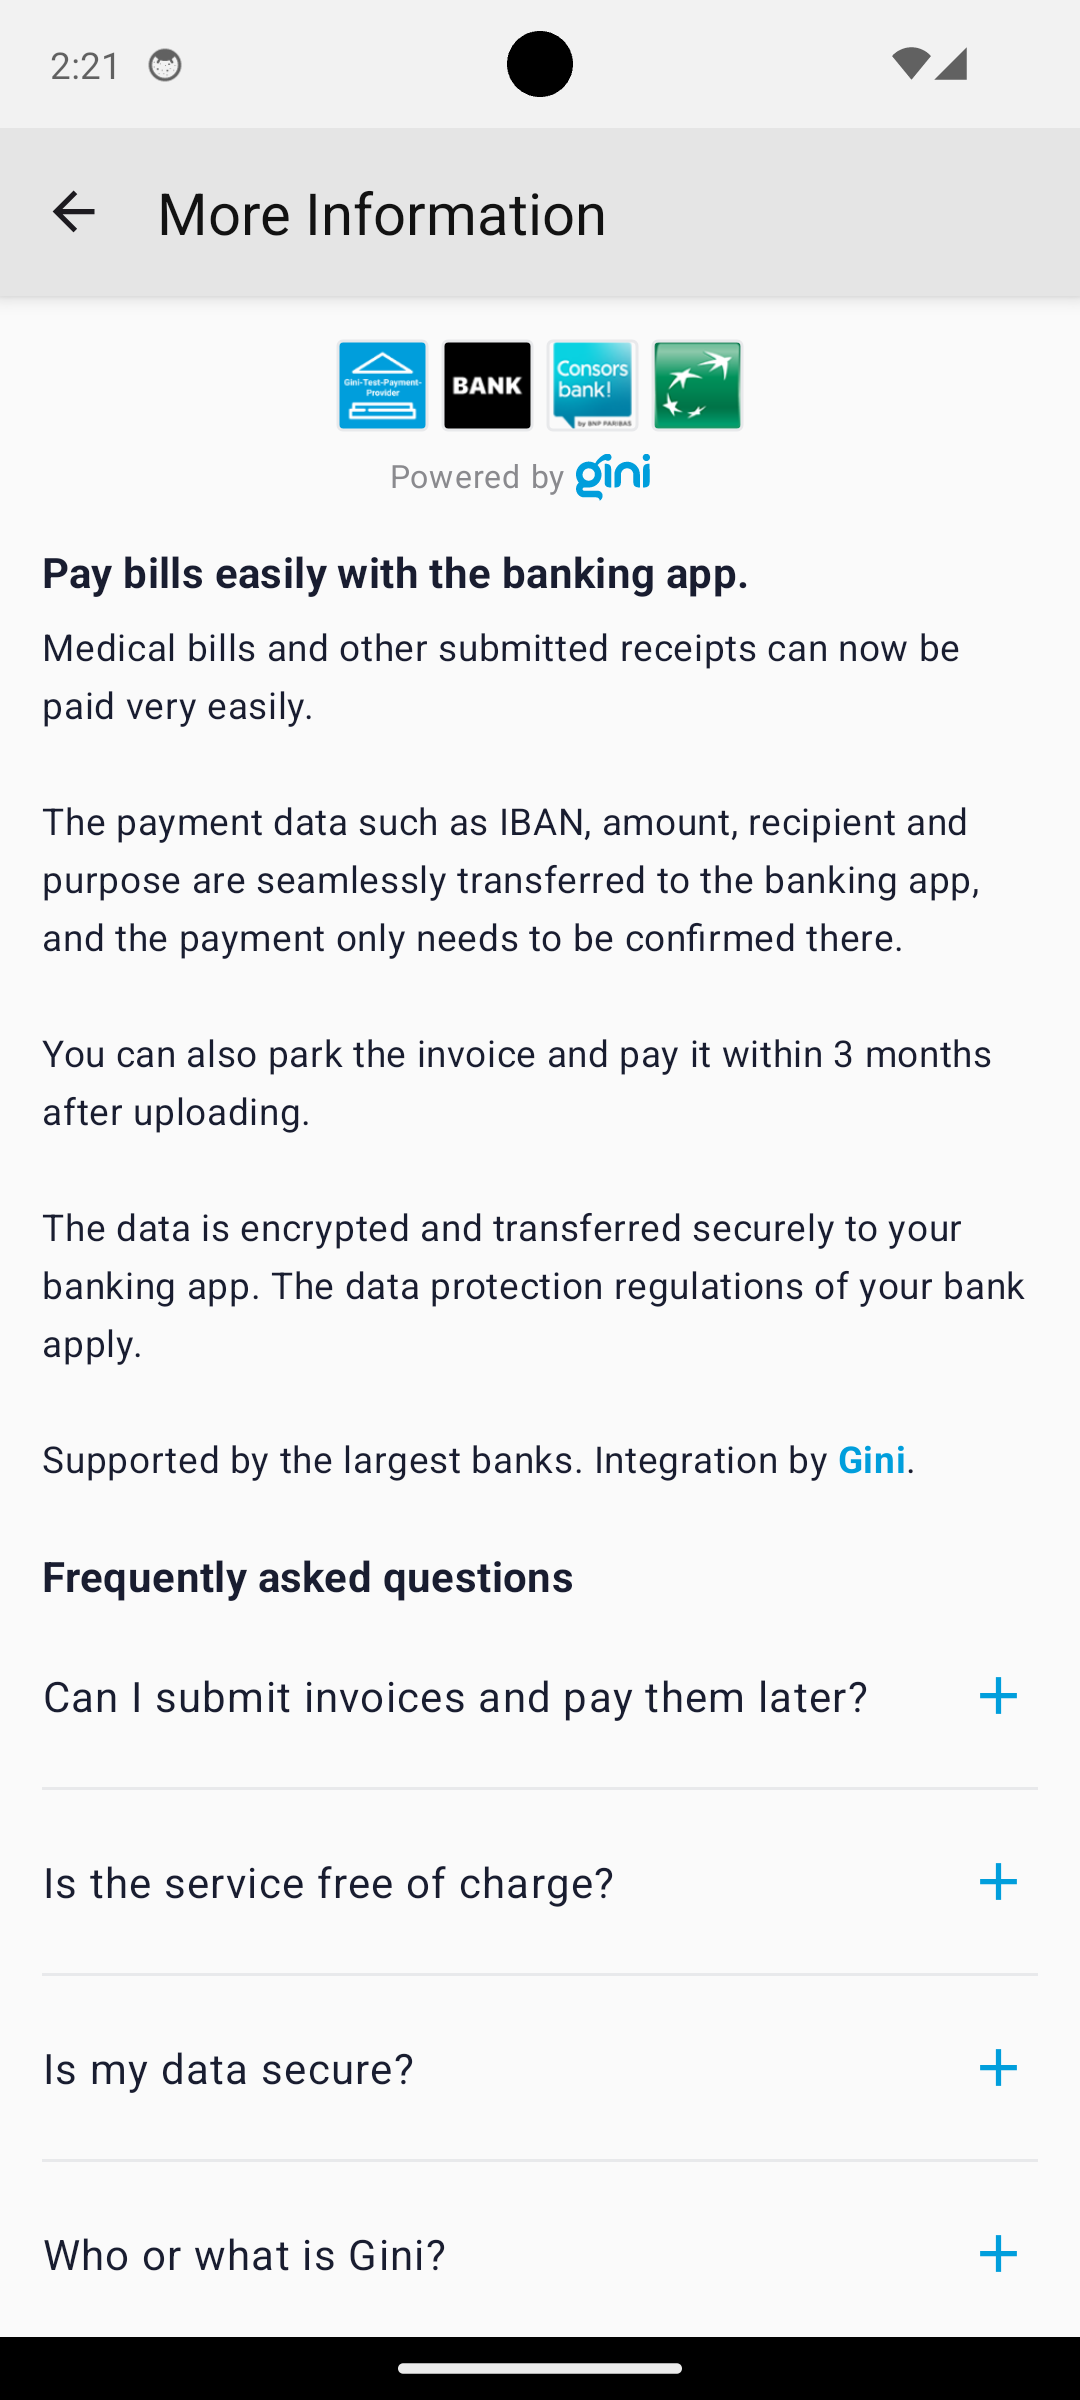 2:21
More Information
Gini-Test-Payment-
Provider
BANK
Consors
bank!
by BNP PARIBAS
Powered by gini
Pay bills easily with the banking app.
Medical bills and other submitted receipts can now be
paid very easily.
The payment data such as IBAN, amount, recipient and
purpose are seamlessly transferred to the banking app,
and the payment only needs to be confirmed there.
You can also park the invoice and pay it within 3 months
after uploading.
The data is encrypted and transferred securely to your
banking app. The data protection regulations of your bank
apply.
Supported by the largest banks. Integration by Gini.
Frequently asked questions
Can I submit invoices and pay them later?
Is the service free of charge?
Is my data secure?
Who or what is Gini?